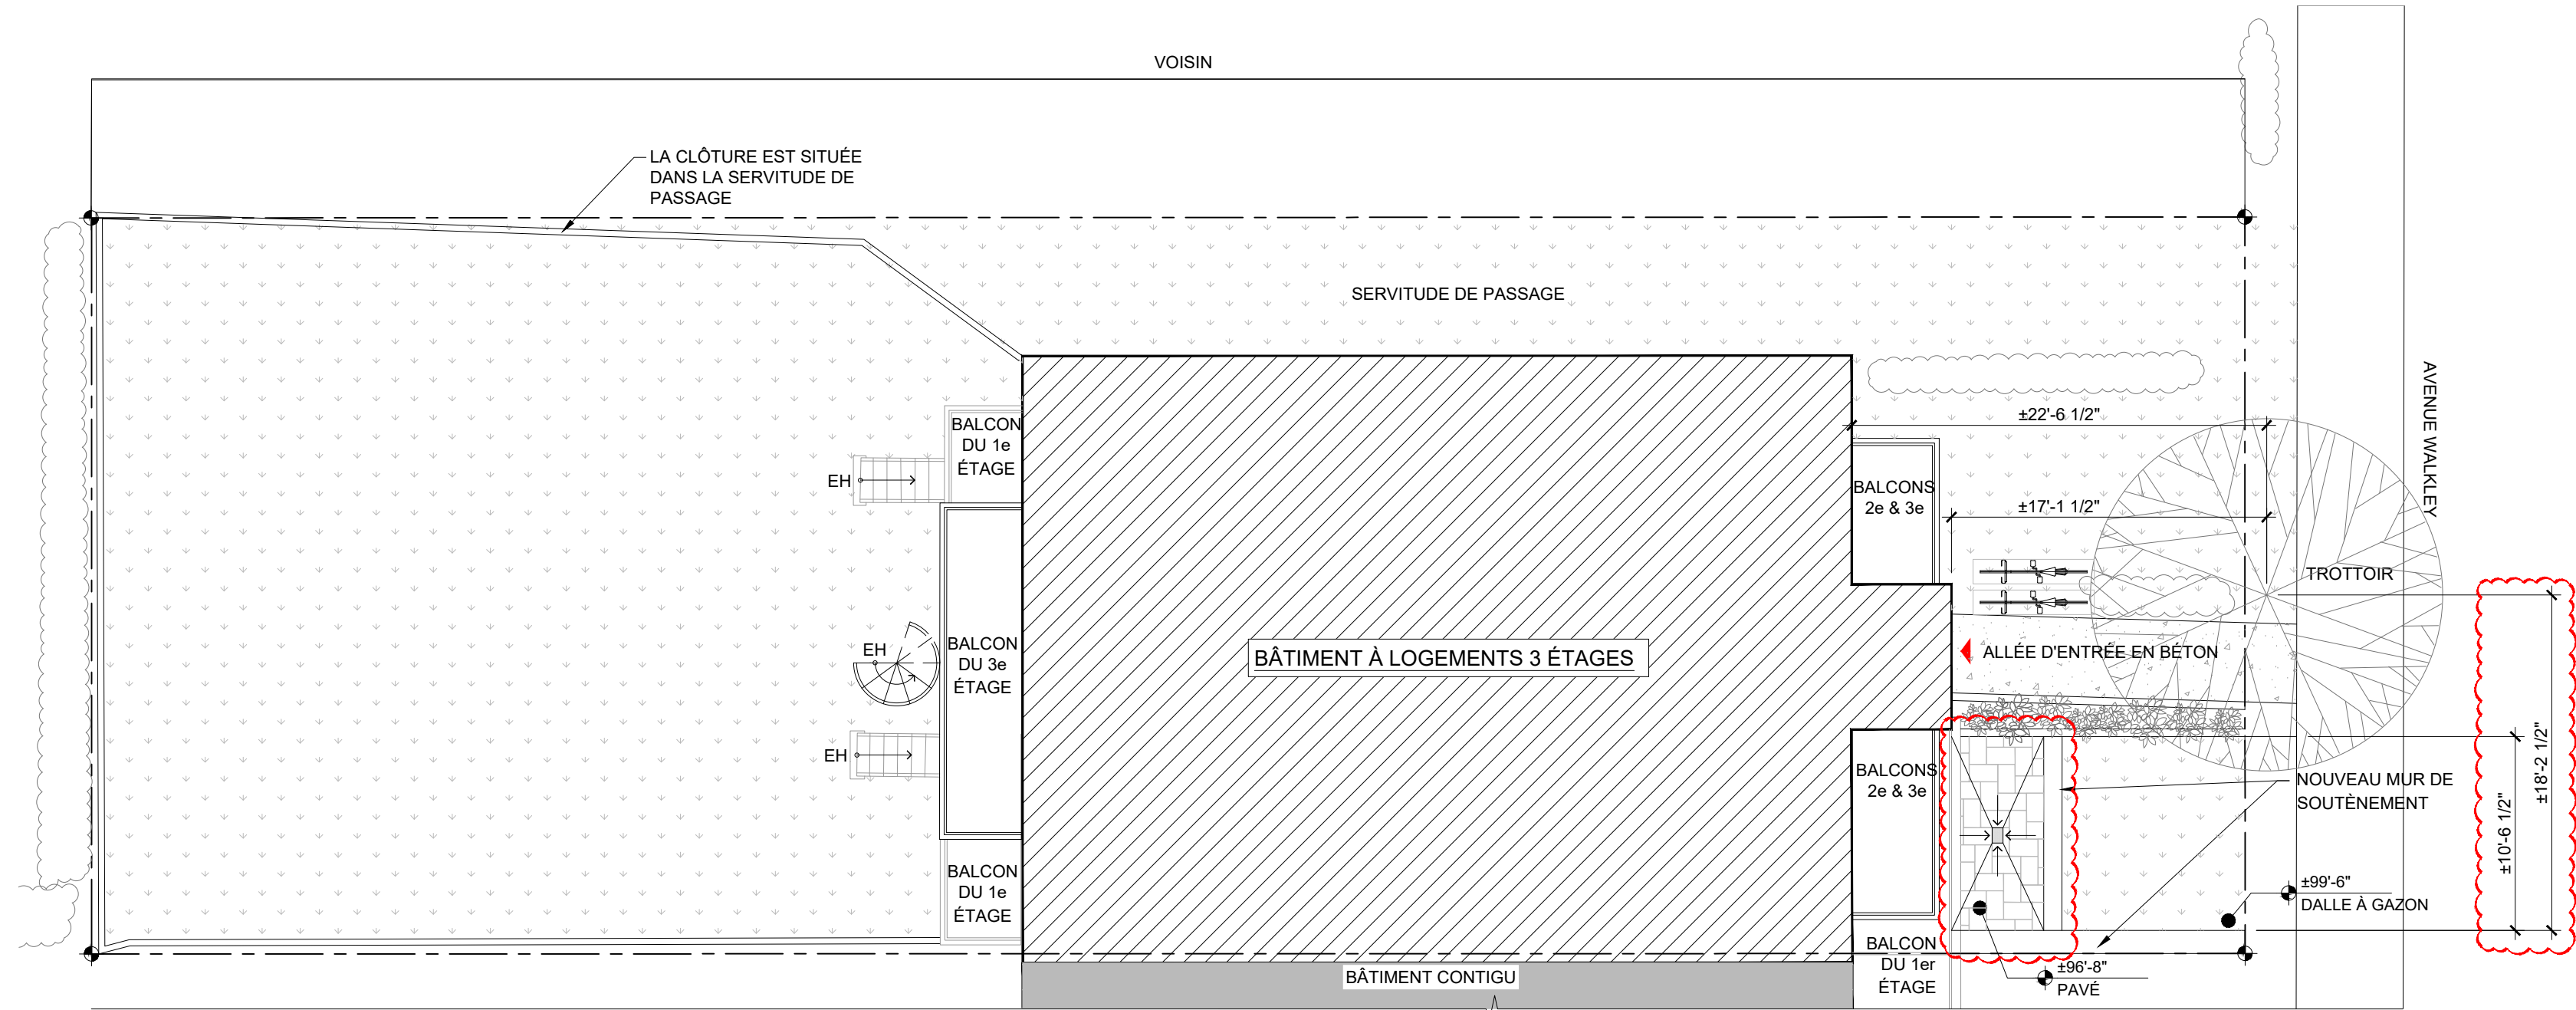 VOISIN
LA CLÔTURE EST SITUÉE
DANS LA SERVITUDE DE
PASSAGE
SERVITUDE DE PASSAGE
AVENUE WALKLEY
±22'-6 1/2"
BALCON
DU 1e
ÉTAGE
EH
BALCONS
2e & 3e
±17'-1 1/2"
TROTTOIR
BALCON
DU 3e
ÉTAGE
EH
BÂTIMENT À LOGEMENTS 3 ÉTAGES
ALLÉE D'ENTRÉE EN BÉTON
EH
BALCONS
2e & 3e
NOUVEAU MUR DE
SOUTÈNEMENT
±10'-6 1/2"
±18'-2 1/2"
BALCON
DU 1e
ÉTAGE
±99'-6"
DALLE À GAZON
BALCON
DU 1er
ÉTAGE
±96'-8"
PAVÉ
BÂTIMENT CONTIGU